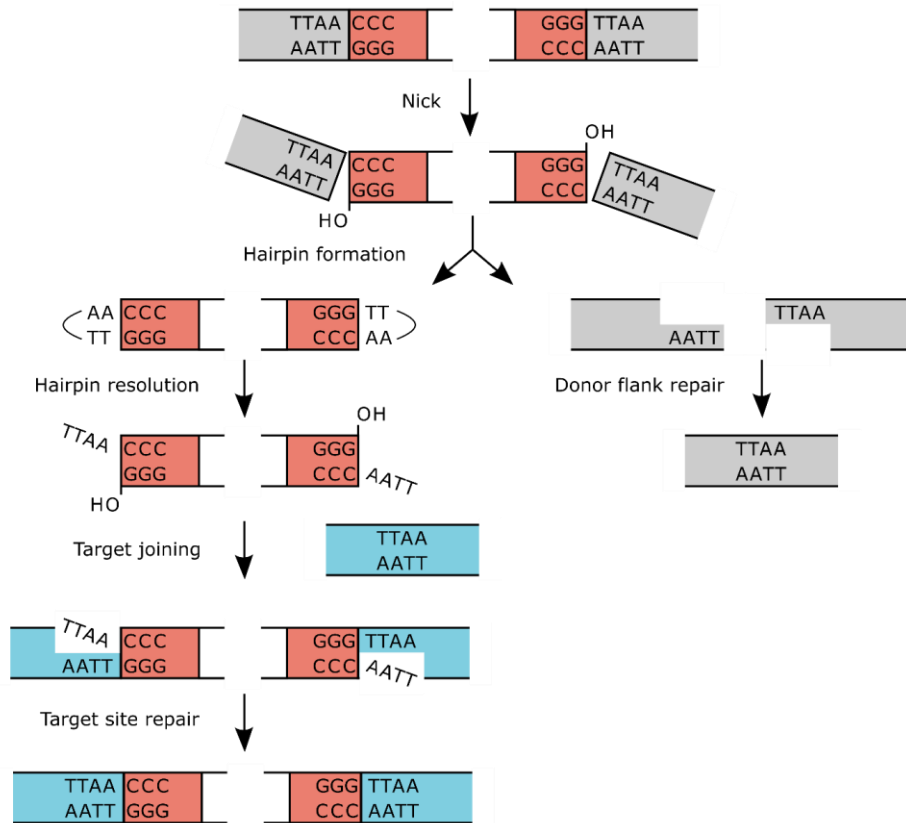 TTAA CCC GGG TTAA
AATT GGG CCC AATT
Nick
OH
TTAA CCC GGG TTAA
AATT GGG CCC AATT
HO
Hairpin formation
AA CCC GGG TT TTAA
TT GGG CCC AA AATT
Hairpin resolution Donor flank repair
OH
TTAA CCC GGG TTAA
GGG CCC AATT AATT
HO
Target joining TTAA
AATT
TTAA CCC GGG TTAA
AATT GGG CCC AATT
Target site repair
TTAA CCC GGG TTAA
AATT GGG CCC AATT